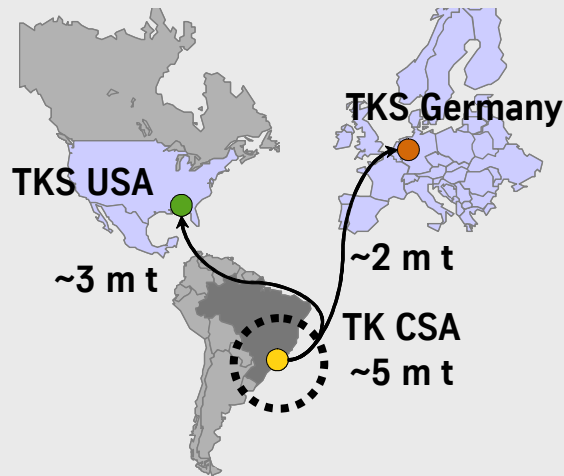 TKS Germany
TKS USA
~2 m t
~3 m t
TK CSA
~5 m t